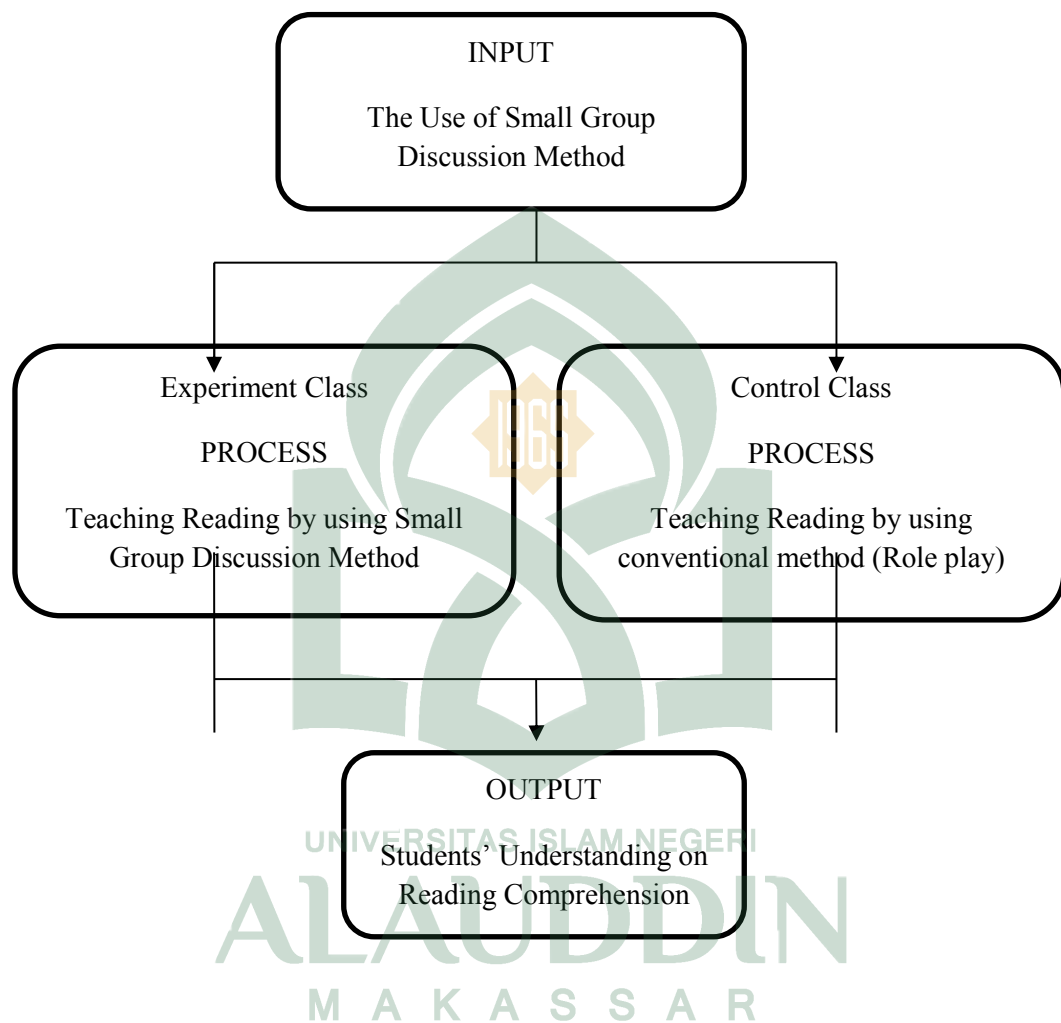 INPUT
The Use of Small Group
Discussion Method
Experiment Class
PROCESS
Teaching Reading by using Small
Group Discussion Method
Control Class
PROCESS
Teaching Reading by using
conventional method (Role play)
1965
OUTPUT
Students’ Understanding on
Reading Comprehension
UNIVERSITAS ISLAM NEGERI
ALAUDDIN
MAKASSAR